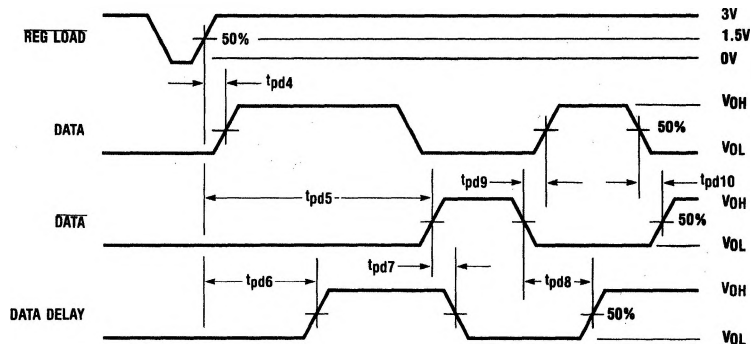 3V
REG LOAD
50%
1.5V
0V
tpd4
VOH
DATA
50%
VOL
tpd9
tpd10
tpd5
VOH
DATA
50%
VOL
tpd7
tpd6
tpd8
VOH
DATA DELAY
50%
VOL